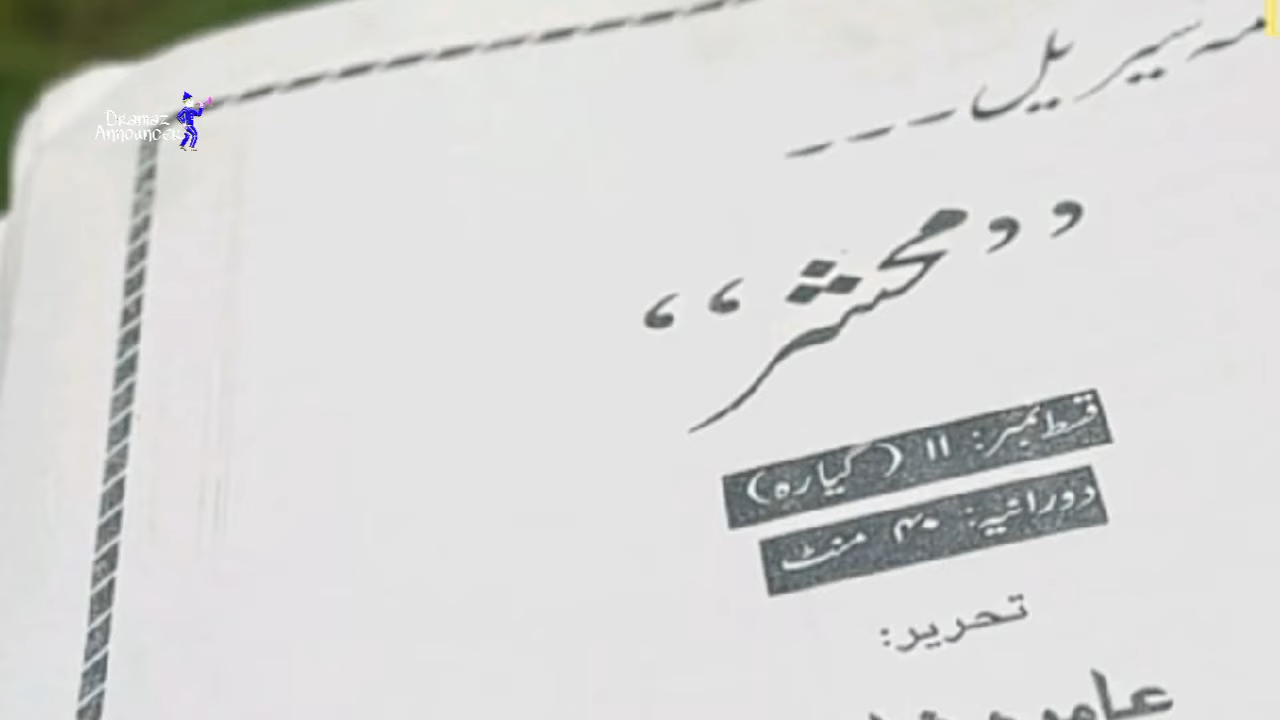 Dramaz
Announcer
سیریل---
”محشر“
قسط نمبر: ۱۱ (گیارہ)
دورانیہ: ۴۰ منٹ
تحریر: